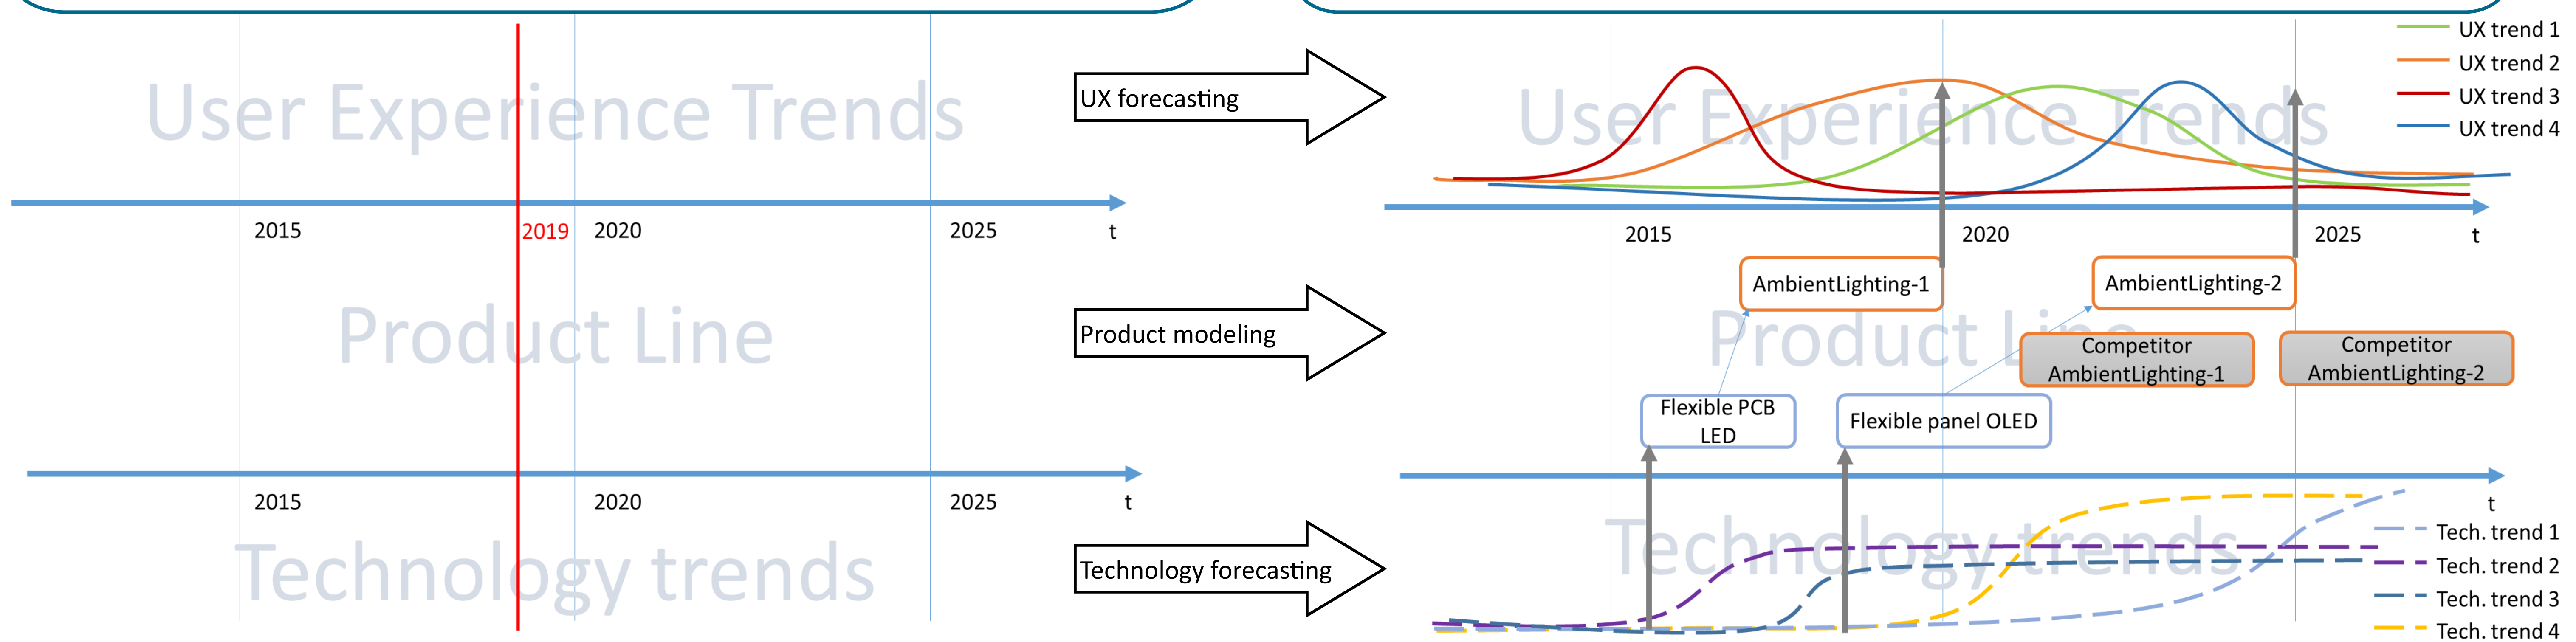 User Experience Trends
2015
2019
2020
2025
t
Product Line
2015
2020
2025
t
Technology trends
UX forecasting
Product modeling
Technology forecasting
UX trend 1
UX trend 2
UX trend 3
UX trend 4
User Experience Trends
2015
2020
2025
t
AmbientLighting-1
AmbientLighting-2
Product Line
Competitor
AmbientLighting-1
Competitor
AmbientLighting-2
Flexible PCB
LED
Flexible panel OLED
t
Technology trends
Tech. trend 1
Tech. trend 2
Tech. trend 3
Tech. trend 4